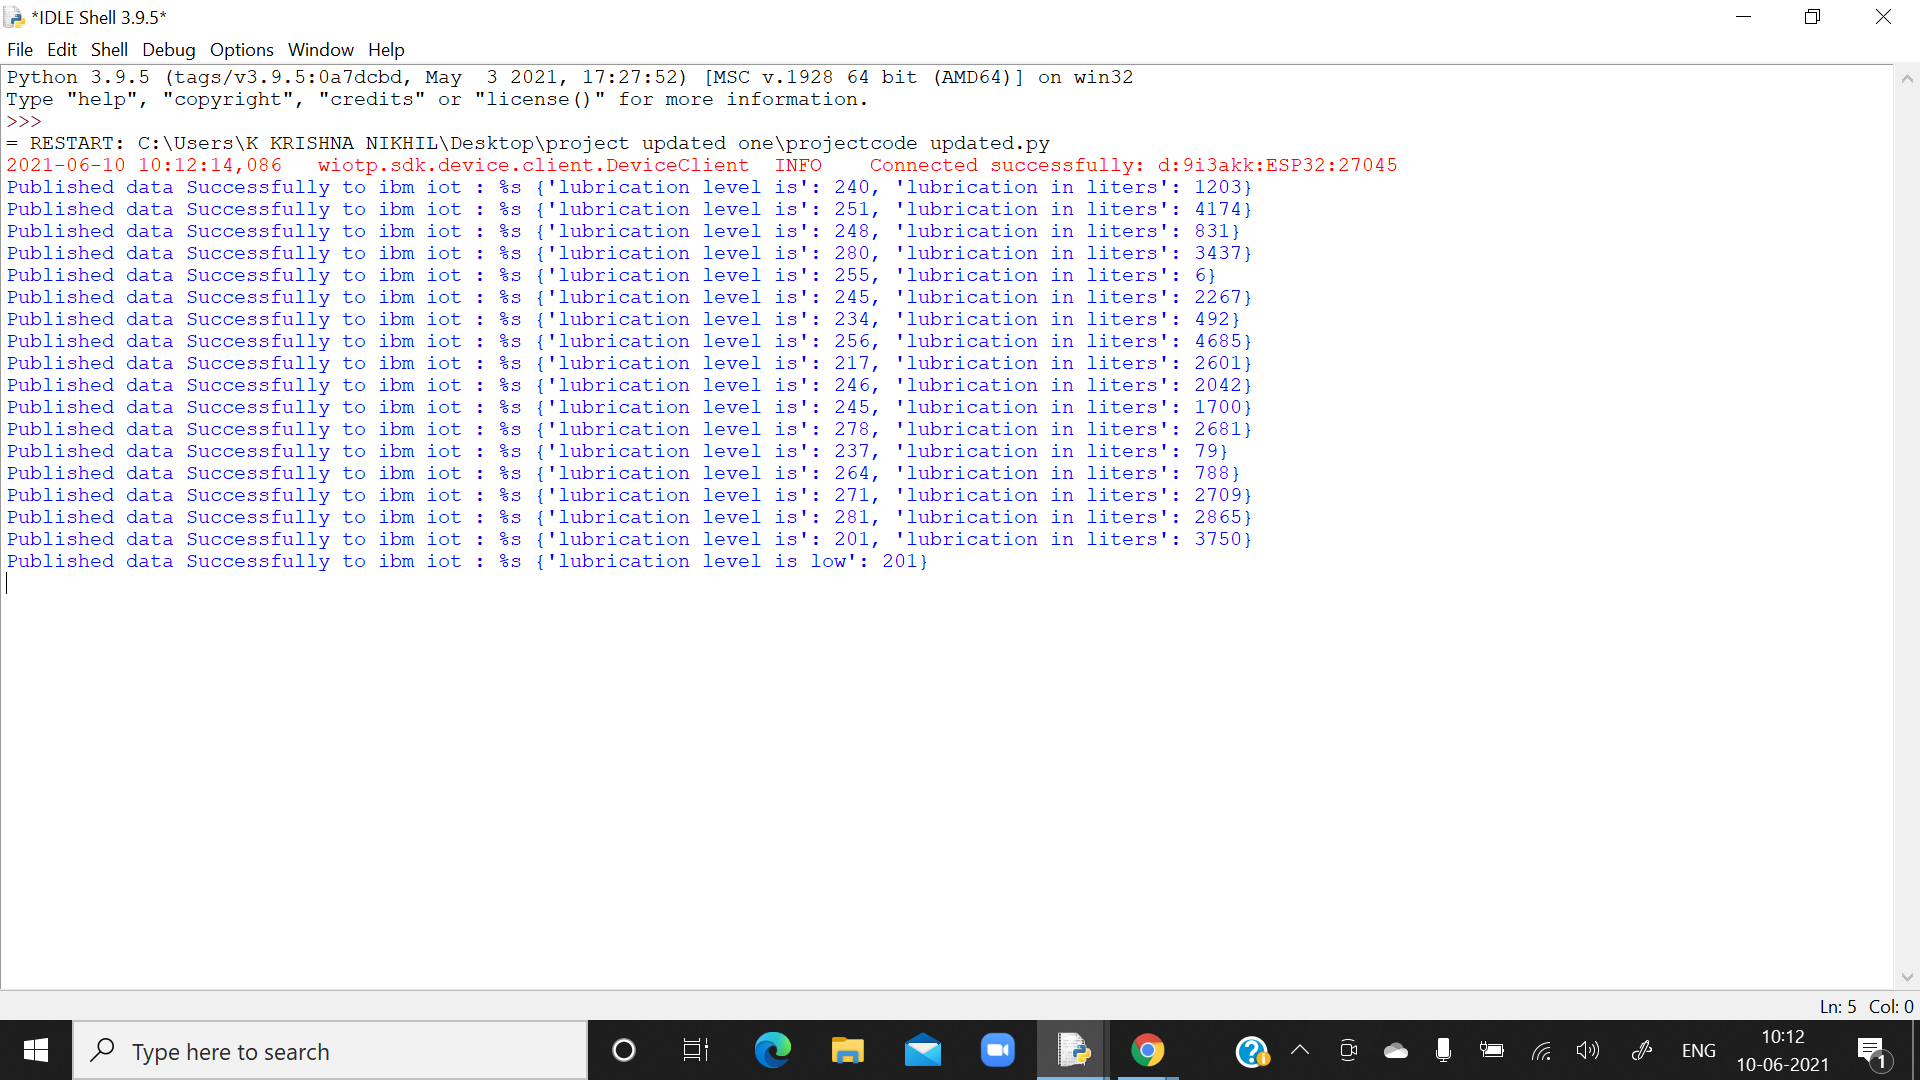 *IDLE Shell 3.9.5*
File Edit Shell Debug Options Window Help
Python 3.9.5 (tags/v3.9.5:0a7dcbd, May  3 2021, 17:27:52) [MSC v.1928 64 bit (AMD64)] on win32
Type "help", "copyright", "credits" or "license()" for more information.
>>>
= RESTART: C:\Users\K KRISHNA NIKHIL\Desktop\project updated one\projectcode updated.py
2021-06-10 10:12:14,086   wiotp.sdk.device.client.DeviceClient  INFO    Connected successfully: d:9i3akk:ESP32:27045
Published data Successfully to ibm iot : %s {'lubrication level is': 240, 'lubrication in liters': 1203}
Published data Successfully to ibm iot : %s {'lubrication level is': 251, 'lubrication in liters': 4174}
Published data Successfully to ibm iot : %s {'lubrication level is': 248, 'lubrication in liters': 831}
Published data Successfully to ibm iot : %s {'lubrication level is': 280, 'lubrication in liters': 3437}
Published data Successfully to ibm iot : %s {'lubrication level is': 255, 'lubrication in liters': 6}
Published data Successfully to ibm iot : %s {'lubrication level is': 245, 'lubrication in liters': 2267}
Published data Successfully to ibm iot : %s {'lubrication level is': 234, 'lubrication in liters': 492}
Published data Successfully to ibm iot : %s {'lubrication level is': 256, 'lubrication in liters': 4685}
Published data Successfully to ibm iot : %s {'lubrication level is': 217, 'lubrication in liters': 2601}
Published data Successfully to ibm iot : %s {'lubrication level is': 246, 'lubrication in liters': 2042}
Published data Successfully to ibm iot : %s {'lubrication level is': 245, 'lubrication in liters': 1700}
Published data Successfully to ibm iot : %s {'lubrication level is': 278, 'lubrication in liters': 2681}
Published data Successfully to ibm iot : %s {'lubrication level is': 237, 'lubrication in liters': 79}
Published data Successfully to ibm iot : %s {'lubrication level is': 264, 'lubrication in liters': 788}
Published data Successfully to ibm iot : %s {'lubrication level is': 271, 'lubrication in liters': 2709}
Published data Successfully to ibm iot : %s {'lubrication level is': 281, 'lubrication in liters': 2865}
Published data Successfully to ibm iot : %s {'lubrication level is': 201, 'lubrication in liters': 3750}
Published data Successfully to ibm iot : %s {'lubrication level is low': 201}
Ln: 5 Col: 0
Type here to search
ENG
10:12
10-06-2021
1